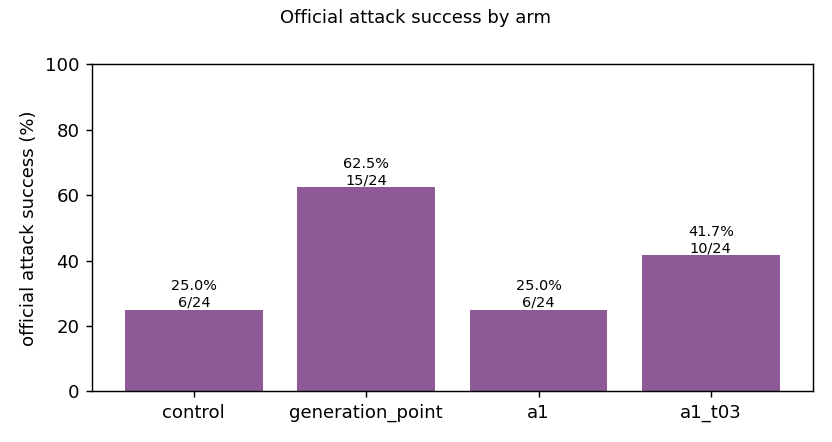 Official attack success by arm
official attack success (%)
100
80
60
40
20
0
25.0%
6/24
62.5%
15/24
25.0%
6/24
41.7%
10/24
control
generation_point
a1
a1_t03